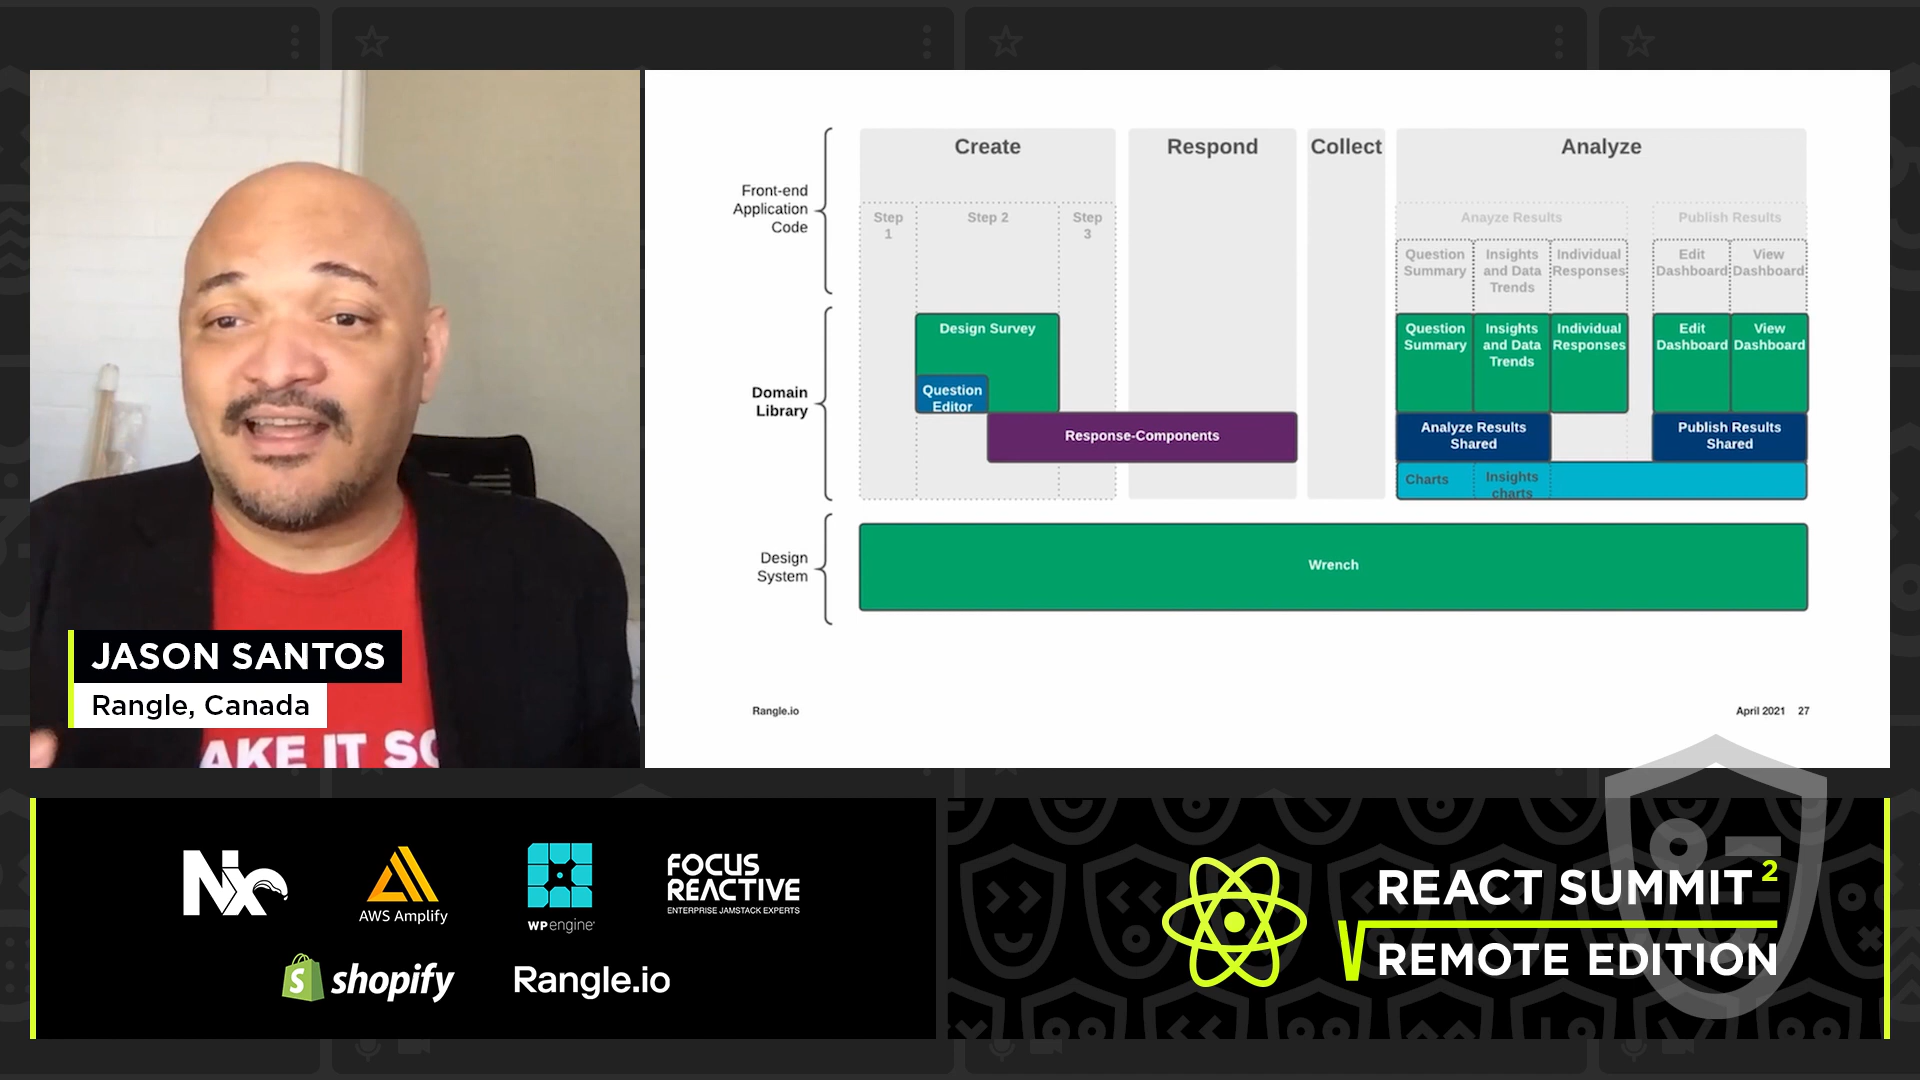 JASON SANTOS
Rangle, Canada
AKE IT SO
Front-end
Application
Code
Domain
Library
Design
System
Create
Respond
Collect
Analyze
Step
1
Step 2
Step
3
Anayze Results
Publish Results
Question
Summary
Insights
and Data
Trends
Individual
Responses
Edit
Dashboard
View
Dashboard
Design Survey
Question
Editor
Response-Components
Question
Summary
Insights
and Data
Trends
Individual
Responses
Edit
Dashboard
View
Dashboard
Analyze Results
Shared
Publish Results
Shared
Charts
Insights
charts
Wrench
Rangle.io
April 2021 27
Nx
AWS Amplify
WP engine
FOCUS
REACTIVE
ENTERPRISE JAMSTACK EXPERTS
shopify
Rangle.io
REACT SUMMIT 2
REMOTE EDITION